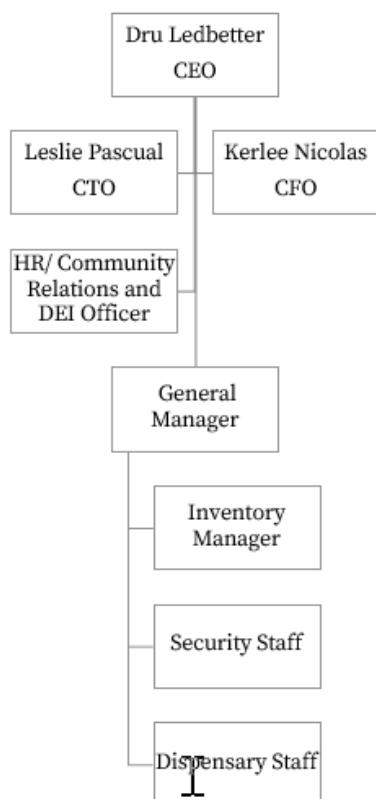 Dru Ledbetter
CEO
Leslie Pascual
CTO
Kerlee Nicolas
CFO
HR/ Community
Relations and
DEI Officer
General
Manager
Inventory
Manager
Security Staff
Dispensary Staff